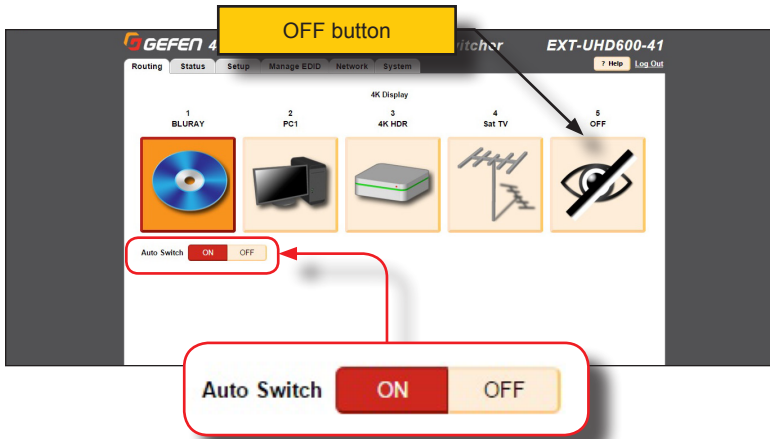 OFF button
GEFEN 4 EXT-UHD600-41
Routing Status Setup Manage EDID Network System ? Help Log Out
4K Display
1 2 3 4 5
BLURAY PC1 4K HDR Sat TV OFF
Auto Switch ON OFF
Auto Switch ON OFF